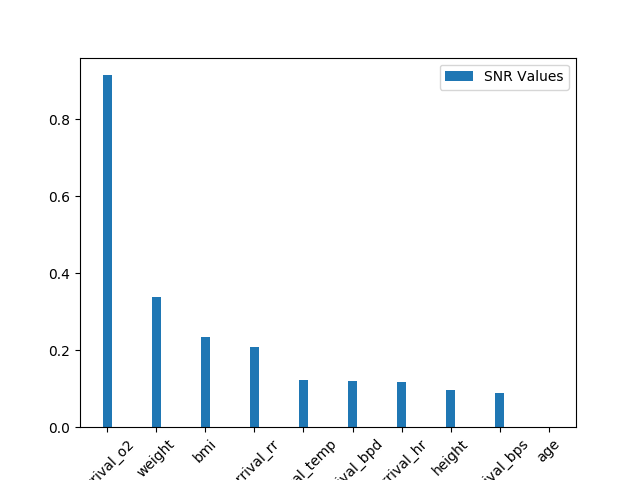 SNR Values
0.8
0.6
0.4
0.2
0.0
rrival_o2
weight
bmi
rrival_rr
al_temp
ival_bpd
rrival_hr
height
ival_bps
age